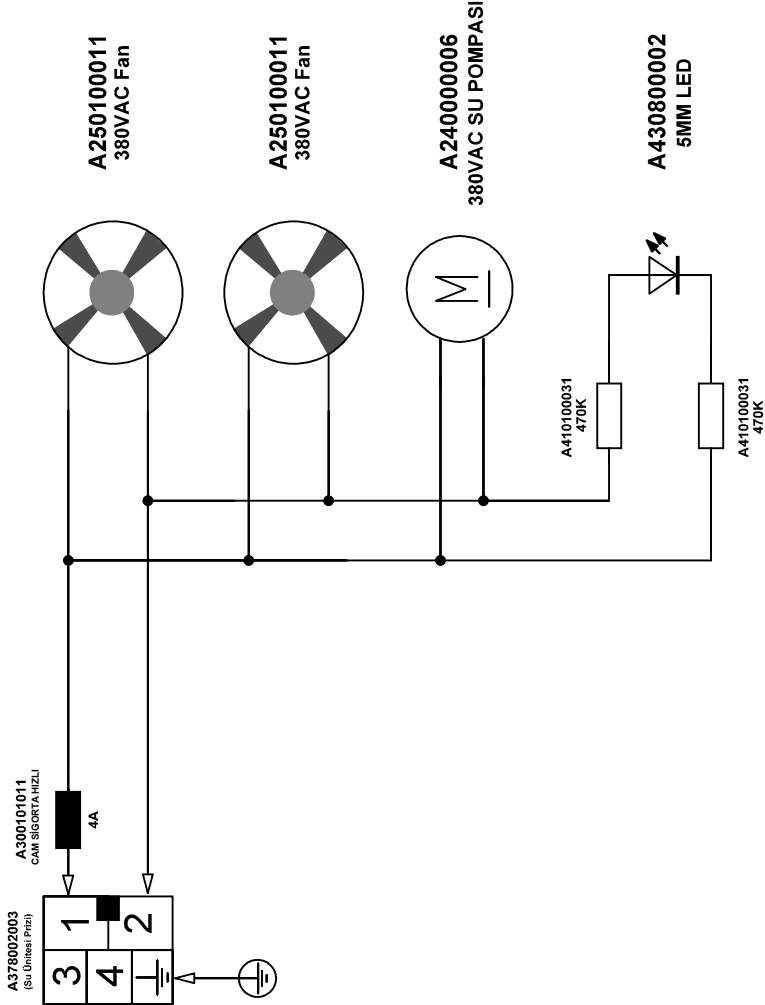 A250100011
380VAC Fan
A250100011
380VAC Fan
A240000006
380VAC SU POMPASI
A430800002
5MM LED
M
A410100031
470K
A410100031
470K
A300101011
CAM SİGORTA HIZLI
4A
A378002003
(Su Ünitesi Prizi)
1
2
3
4